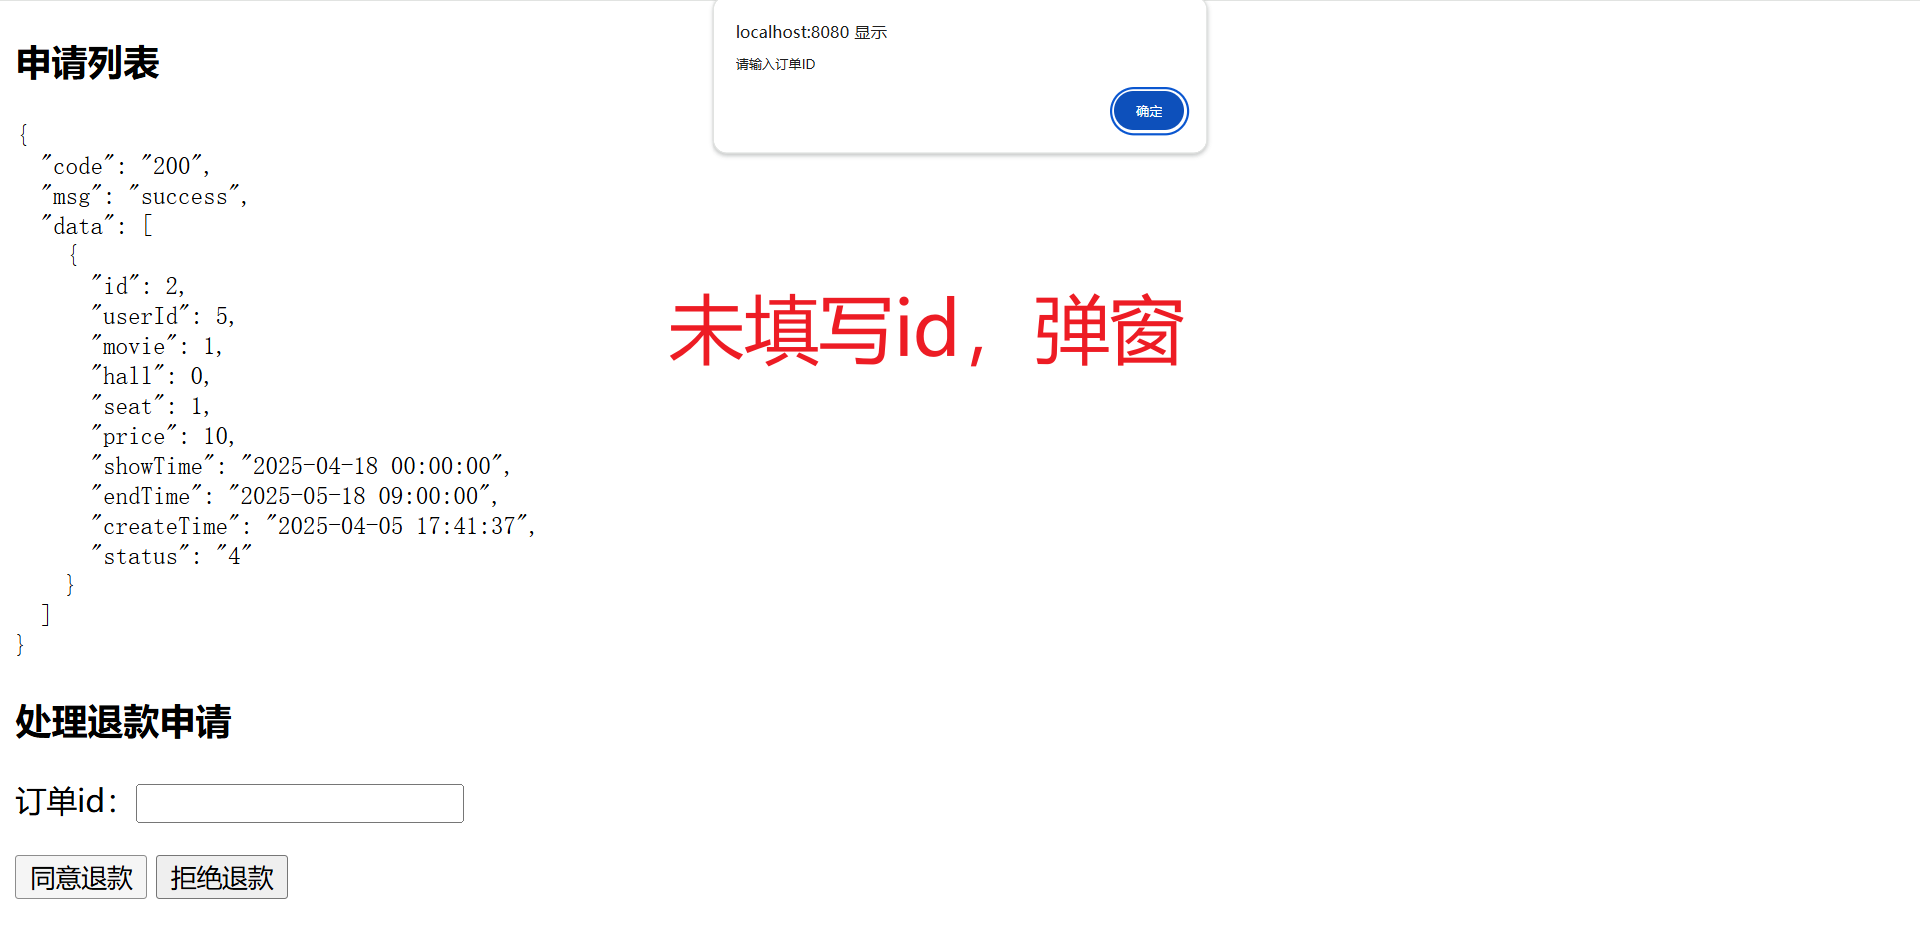 localhost:8080 显示
请输入订单ID
确定
申请列表
{
  "code": "200",
  "msg": "success",
  "data": [
    {
      "id": 2,
      "userId": 5,
      "movie": 1,
      "hall": 0,
      "seat": 1,
      "price": 10,
      "showTime": "2025-04-18 00:00:00",
      "endTime": "2025-05-18 09:00:00",
      "createTime": "2025-04-05 17:41:37",
      "status": "4"
    }
  ]
}
未填写id，弹窗
处理退款申请
订单id：
同意退款 拒绝退款